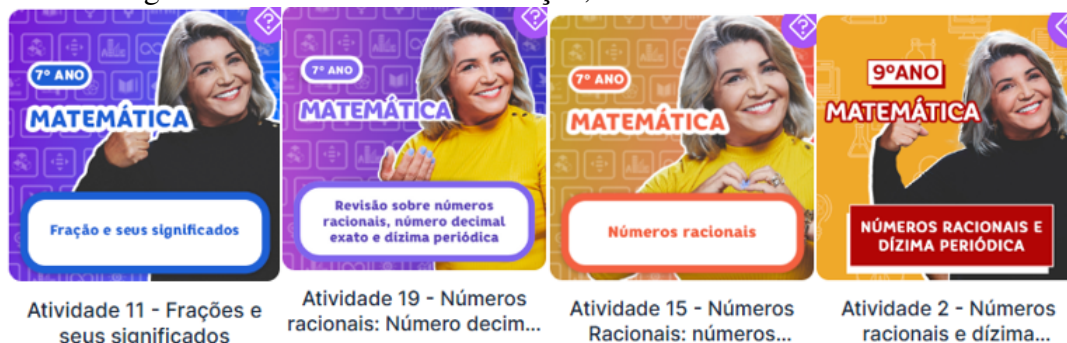 7º ANO
MATEMÁTICA
Fração e seus significados
Atividade 11 - Frações e
seus significados
7º ANO
MATEMÁTICA
Revisão sobre números
racionais, número decimal
exato e dízima periódica
Atividade 19 - Números
racionais: Número decim...
7º ANO
MATEMÁTICA
Números racionais
Atividade 15 - Números
Racionais: números...
9ºANO
MATEMÁTICA
NÚMEROS RACIONAIS E
DÍZIMA PERIÓDICA
Atividade 2 - Números
racionais e dízima...